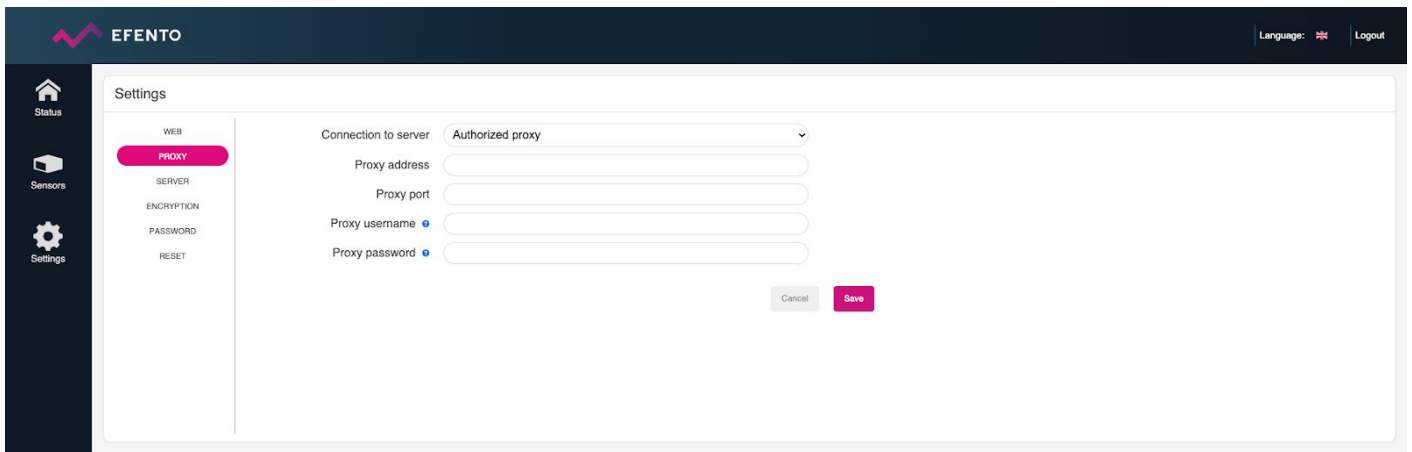 EFENTO
Language:
Logout
Status
Sensors
Settings
Settings
WEB
PROXY
SERVER
ENCRYPTION
PASSWORD
RESET
Connection to server Authorized proxy
Proxy address
Proxy port
Proxy username ?
Proxy password ?
Cancel Save